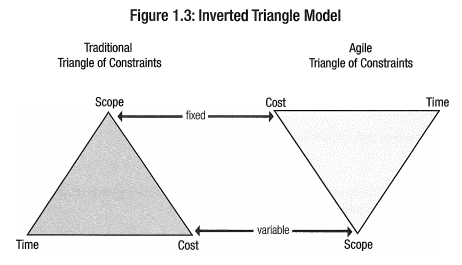 Figure 1.3: Inverted Triangle Model
Traditional
Triangle of Constraints
Agile
Triangle of Constraints
Scope
fixed
Cost
Time
Time
Cost
variable
Scope